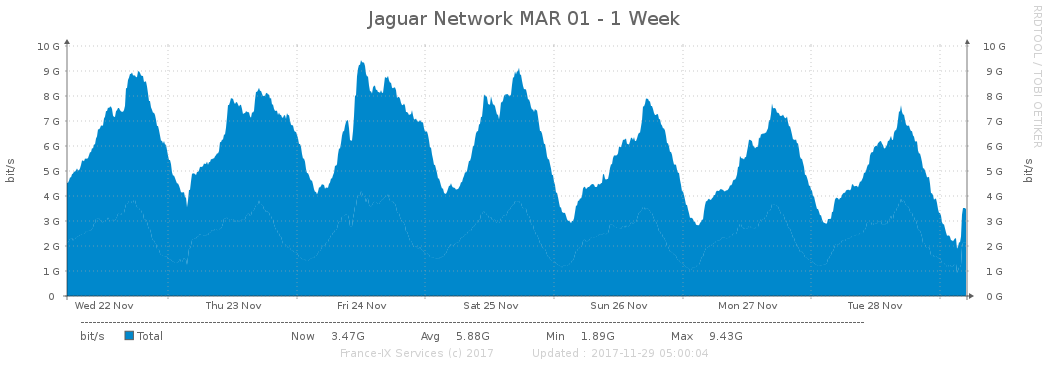 Jaguar Network MAR 01 - 1 Week
RRDTOOL / TOBI OETIKER
bit/s
10 G 10 G
9 G 9 G
8 G 8 G
7 G 7 G
6 G 6 G
5 G 5 G
4 G 4 G
3 G 3 G
2 G 2 G
1 G 1 G
0 0 G
bit/s
Wed 22 Nov Thu 23 Nov Fri 24 Nov Sat 25 Nov Sun 26 Nov Mon 27 Nov Tue 28 Nov
bit/s Total Now 3.47G Avg 5.88G Min 1.89G Max 9.43G
France-IX Services (c) 2017 Updated : 2017-11-29 05:00:04